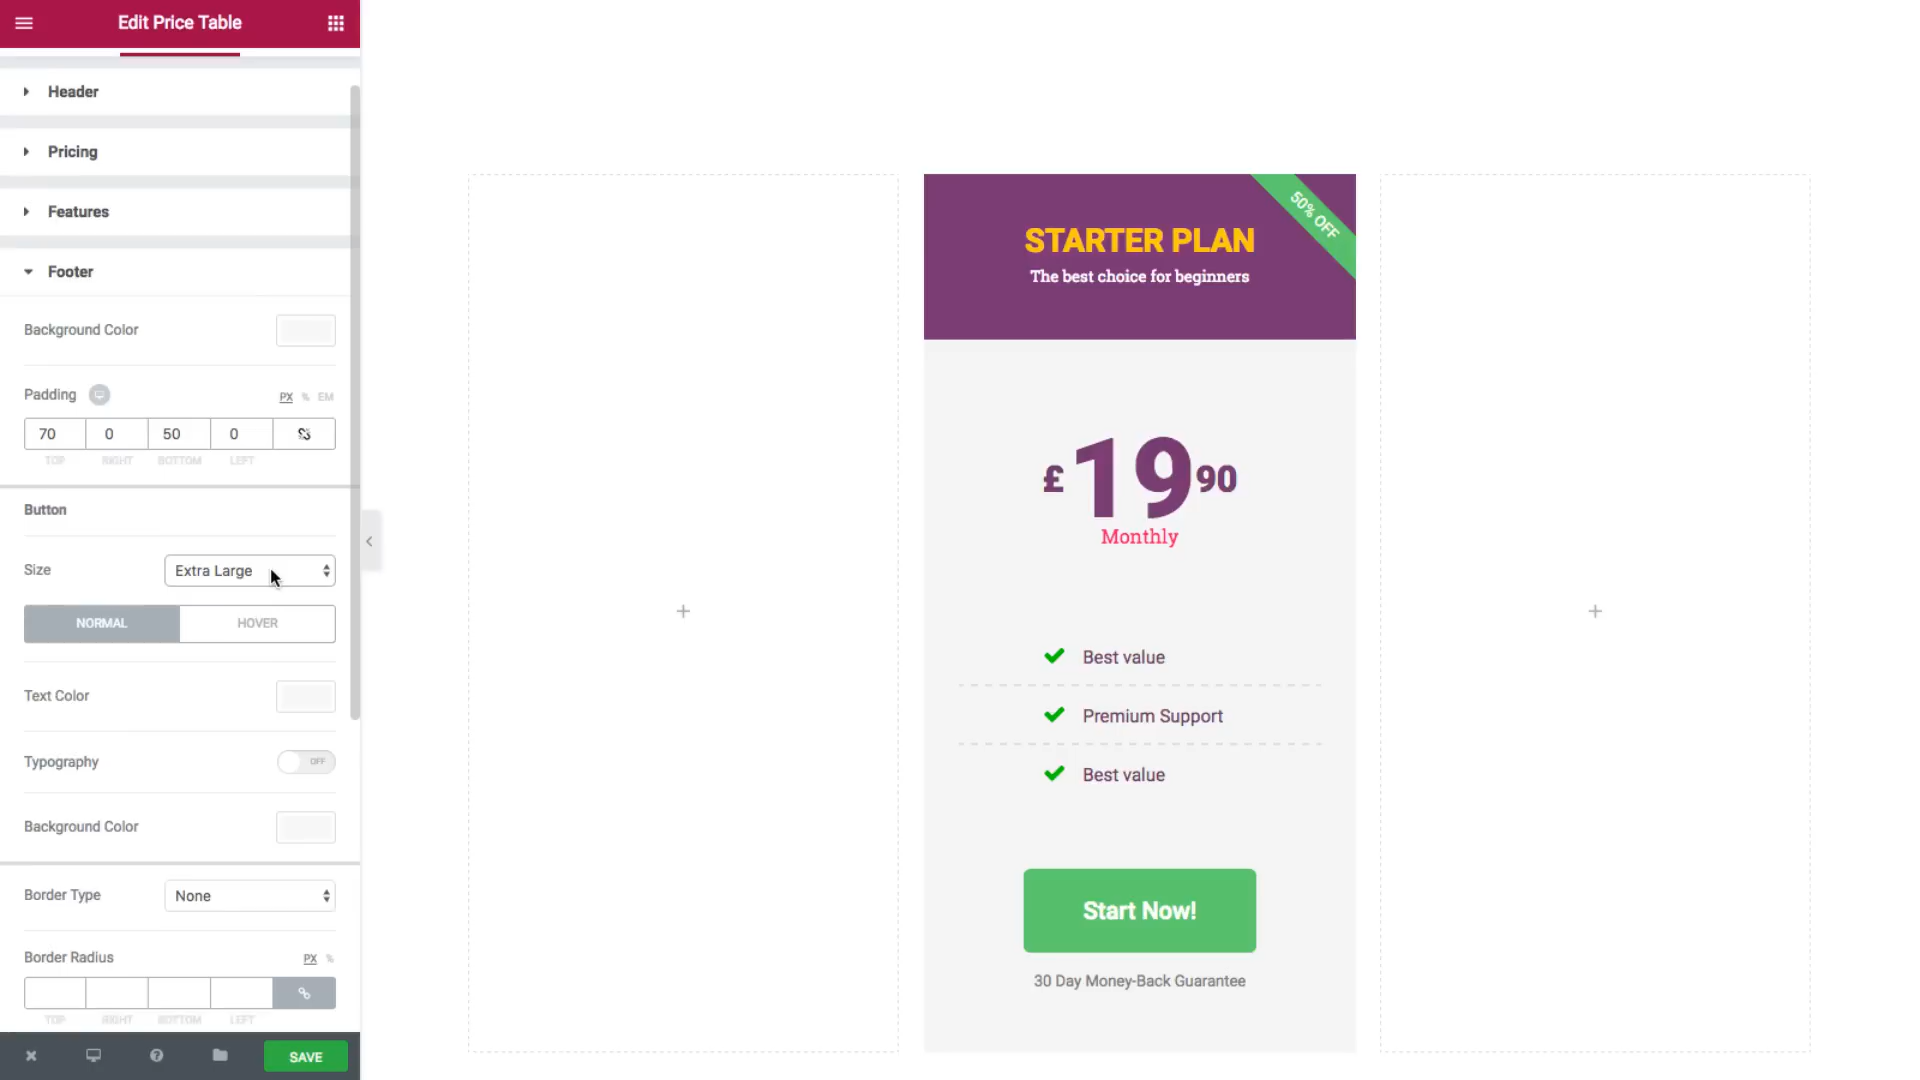 Edit Price Table
Header
Pricing
Features
Footer
Background Color
Padding
PX % EM
70 0 50 0
TOP RIGHT BOTTOM LEFT
Button
Size Extra Large
NORMAL HOVER
Text Color
Typography OFF
Background Color
Border Type None
Border Radius PX %
TOP RIGHT BOTTOM LEFT
SAVE
50% OFF
STARTER PLAN
The best choice for beginners
£1990
Monthly
Best value
Premium Support
Best value
Start Now!
30 Day Money-Back Guarantee